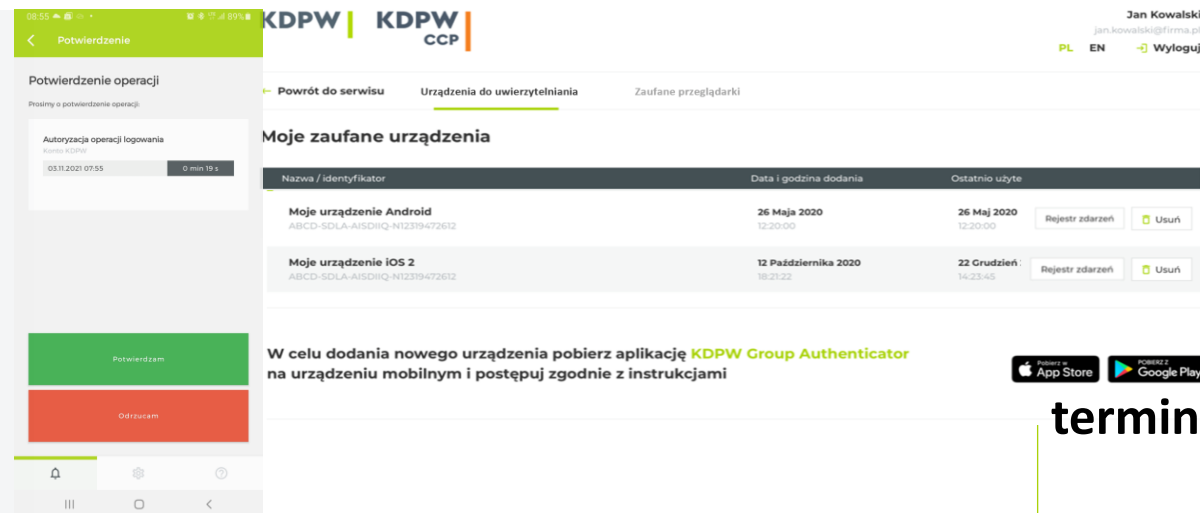 08:55
89%
Potwierdzenie
Potwierdzenie operacji
Prosimy o potwierdzenie operacji:
Autoryzacja operacji logowania
Konto KDPW
03.11.2021 07:55
0 min 19 s
Potwierdzam
Odrzucam
KDPW
KDPW
CCP
Jan Kowalski
jan.kowalski@firma.pl
PL EN Wyloguj
← Powrót do serwisu
Urządzenia do uwierzytelniania
Zaufane przeglądarki
Moje zaufane urządzenia
Nazwa / identyfikator
Data i godzina dodania
Ostatnio użyte
Moje urządzenie Android
ABCD-SDLA-AISDIIQ-N12319472612
26 Maja 2020
12:20:00
26 Maj 2020
12:20:00
Rejestr zdarzeń
Usuń
Moje urządzenie iOS 2
ABCD-SDLA-AISDIIQ-N12319472612
12 Października 2020
18:21:22
22 Grudzień
14:23:45
Rejestr zdarzeń
Usuń
W celu dodania nowego urządzenia pobierz aplikację KDPW Group Authenticator
na urządzeniu mobilnym i postępuj zgodnie z instrukcjami
Pobierz w
App Store
POBIERZ Z
Google Play
termin